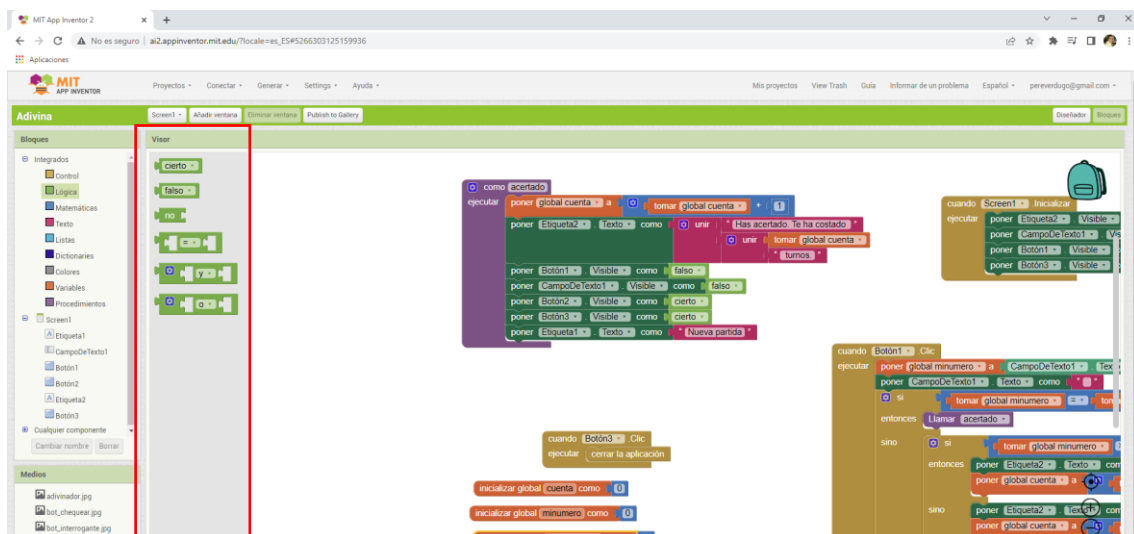 MIT App Inventor 2
No es seguro ai2.appinventor.mit.edu/?locale=es_ES#5266303125159936
Aplicaciones
MIT APP INVENTOR
Proyectos Conectar Generar Settings Ayuda Mis proyectos View Trash Guía Informar de un problema Español pereverdugo@gmail.com
Adivina Screen1 Añadir ventana Eliminar ventana Publish to Gallery Diseñador Bloques
Bloques
Integrados
Control
Lógica
Matemáticas
Texto
Listas
Dictionaries
Colores
Variables
Procedimientos
Screen1
Etiqueta1
CampoDeTexto1
Botón1
Botón2
Etiqueta2
Botón3
Cualquier componente
Cambiar nombre Borrar
Medios
adivinador.jpg
bot_chequear.jpg
bot_interrogante.jpg
Visor
cierto
falso
no
=
y
o
como acertado
ejecutar poner global cuenta a tomar global cuenta + 1
poner Etiqueta2 . Texto como unir " Has acertado. Te ha costado "
unir tomar global cuenta
" turnos. "
poner Botón1 . Visible como falso
poner CampoDeTexto1 . Visible como falso
poner Botón2 . Visible como cierto
poner Botón3 . Visible como cierto
poner Etiqueta1 . Texto como " Nueva partida "
cuando Botón3 .Clic
ejecutar cerrar la aplicación
inicializar global cuenta como 0
inicializar global minumero como 0
cuando Screen1 . Inicializar
ejecutar poner Etiqueta2 . Visible
poner CampoDeTexto1 . Vis
poner Botón1 . Visible
poner Botón3 . Visible
cuando Botón1 .Clic
ejecutar poner global minumero a CampoDeTexto1 . Tex
poner CampoDeTexto1 . Texto como " "
si tomar global minumero = tom
entonces Llamar acertado
sino si tomar global minumero
entonces poner Etiqueta2 . Texto com
poner global cuenta a
sino poner Etiqueta2 . Texto com
poner global cuenta a